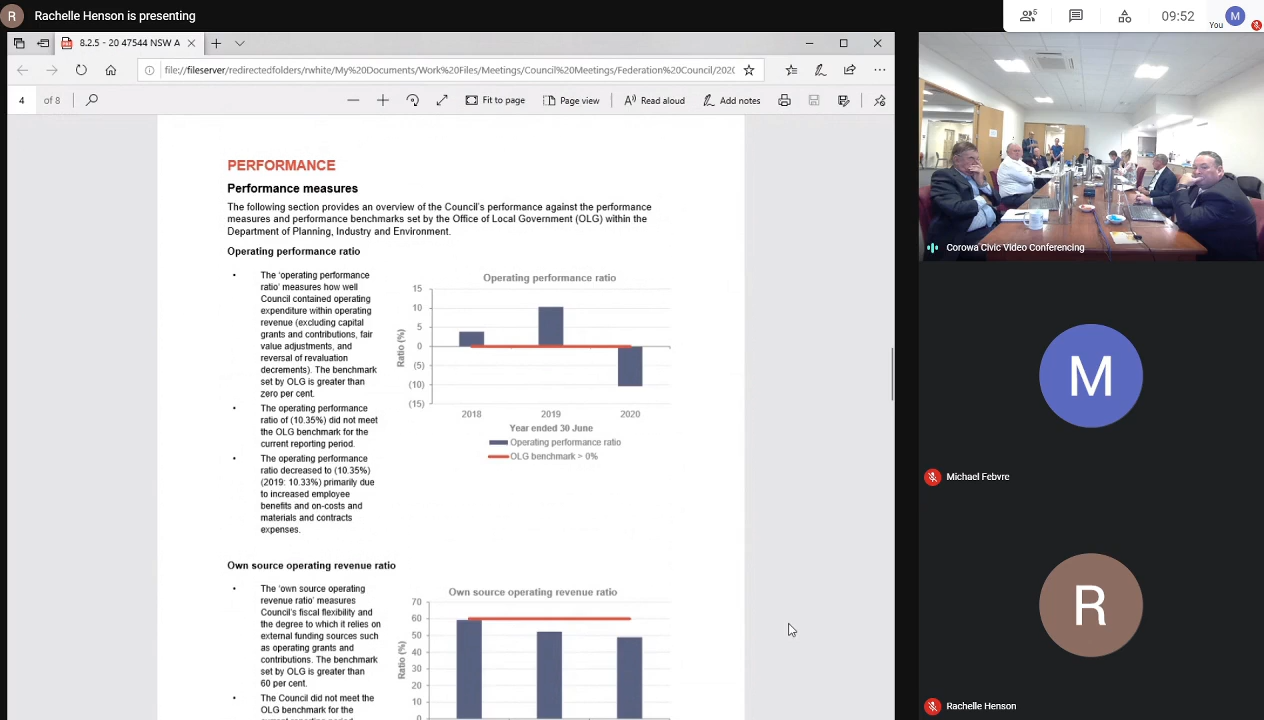 R
Rachelle Henson is presenting
5
09:52
You
M
8.2.5 - 20 47544 NSW A
file://fileserver/redirectedfolders/rwhite/My%20Documents/Work%20Files/Meetings/Council%20Meetings/Federation%20Council/2020
4
of 8
Fit to page
Page view
Read aloud
Add notes
PERFORMANCE
Performance measures
The following section provides an overview of the Council's performance against the performance
measures and performance benchmarks set by the Office of Local Government (OLG) within the
Department of Planning, Industry and Environment.
Operating performance ratio
• The 'operating performance
ratio' measures how well
Council contained operating
expenditure within operating
revenue (excluding capital
grants and contributions, fair
value adjustments, and
reversal of revaluation
decrements). The benchmark
set by OLG is greater than
zero per cent.
• The operating performance
ratio of (10.35%) did not meet
the OLG benchmark for the
current reporting period.
• The operating performance
ratio decreased to (10.35%)
(2019: 10.33%) primarily due
to increased employee
benefits and on-costs and
materials and contracts
expenses.
Operating performance ratio
15
10
5
0
(5)
(10)
(15)
Ratio (%)
2018 2019 2020
Year ended 30 June
Operating performance ratio
OLG benchmark > 0%
Own source operating revenue ratio
• The 'own source operating
revenue ratio' measures
Council's fiscal flexibility and
the degree to which it relies on
external funding sources such
as operating grants and
contributions. The benchmark
set by OLG is greater than
60 per cent.
• The Council did not meet the
OLG benchmark for the
current reporting period
Own source operating revenue ratio
70
60
50
40
30
20
10
0
Ratio (%)
Corowa Civic Video Conferencing
M
Michael Febvre
R
Rachelle Henson